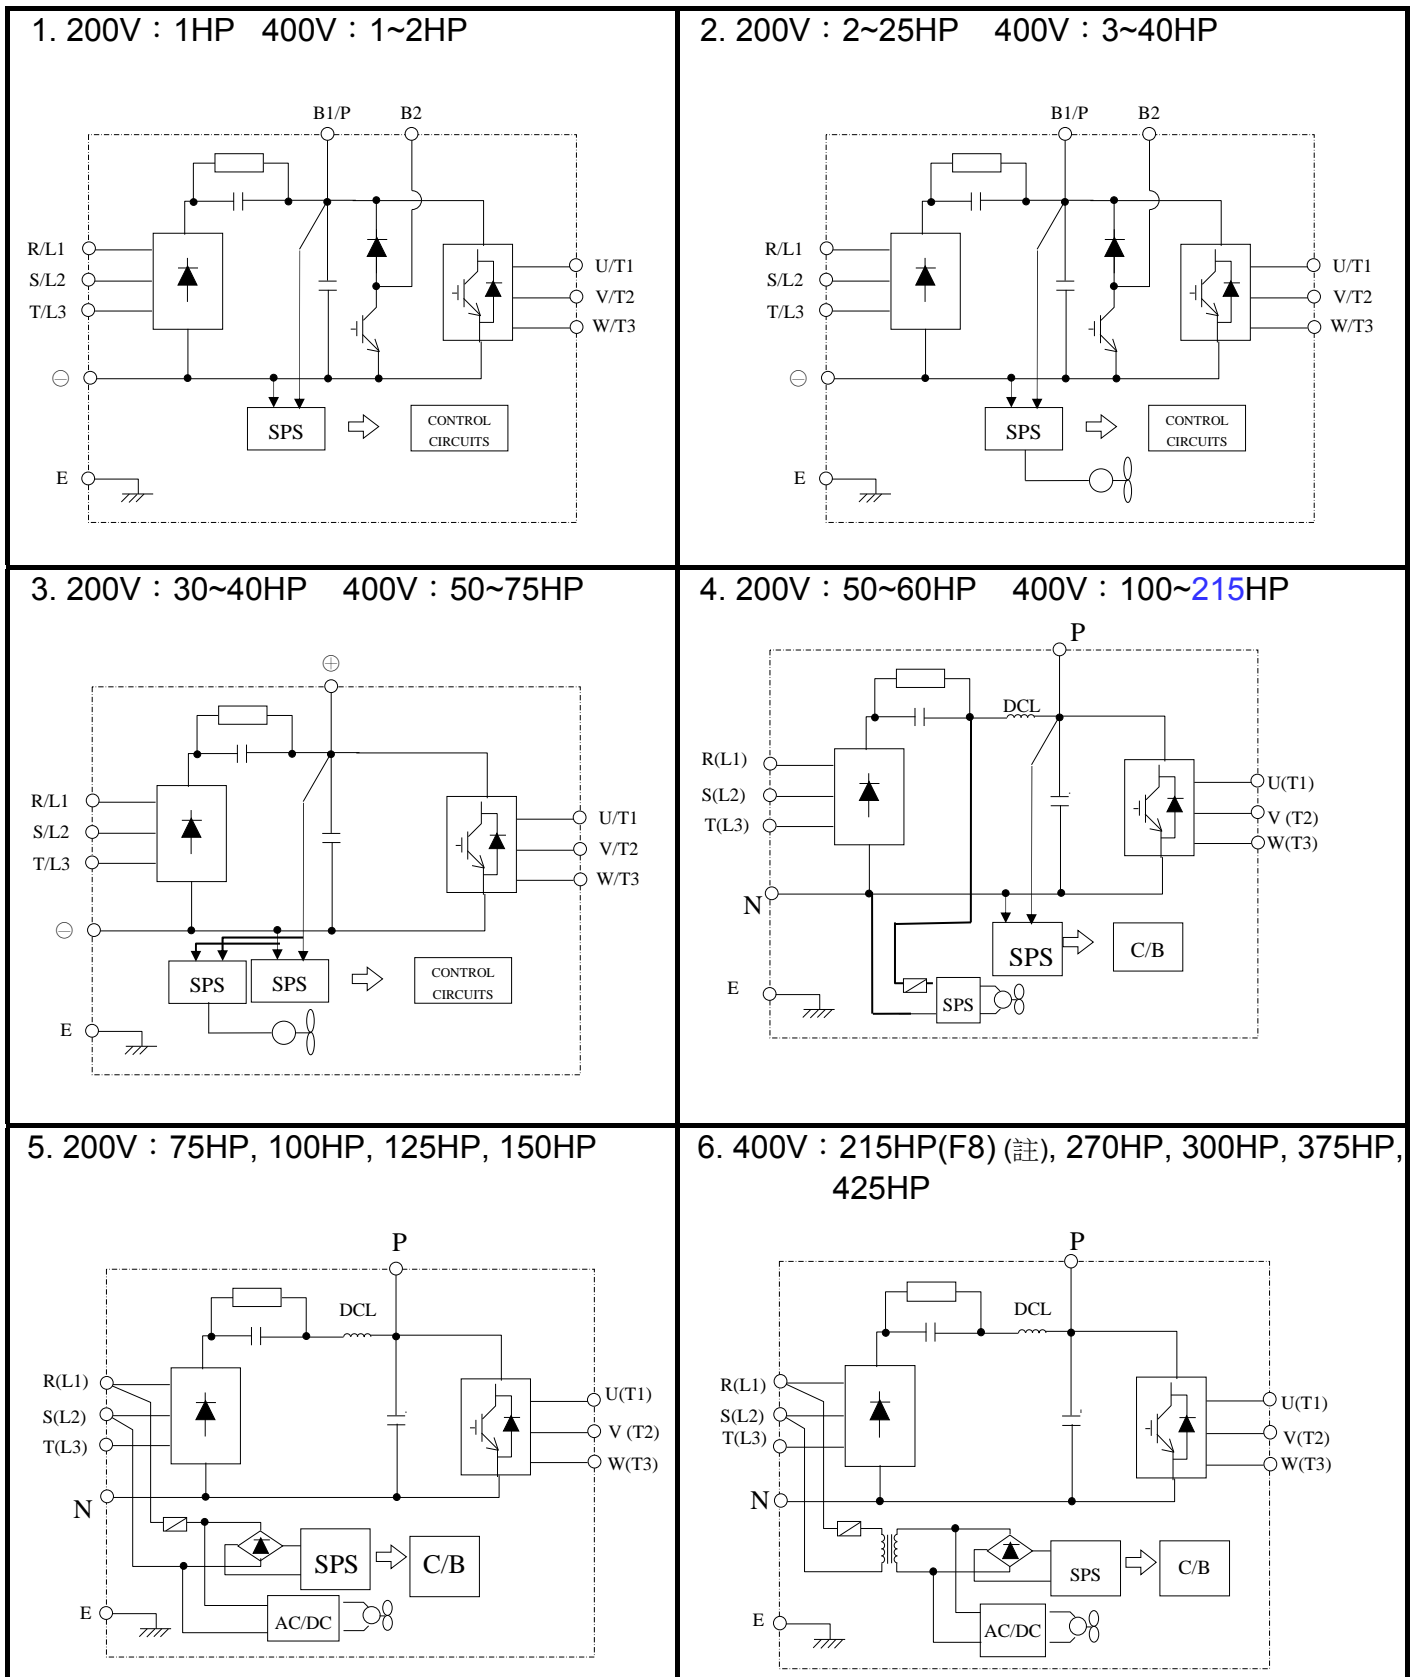 1. 200V：1HP 400V：1~2HP
B1/P B2
R/L1
S/L2
T/L3
U/T1
V/T2
W/T3
⊖
SPS
CONTROL
CIRCUITS
E
2. 200V：2~25HP 400V：3~40HP
B1/P B2
R/L1
S/L2
T/L3
U/T1
V/T2
W/T3
⊖
SPS
CONTROL
CIRCUITS
E
3. 200V：30~40HP 400V：50~75HP
⊕
R/L1
S/L2
T/L3
U/T1
V/T2
W/T3
⊖
SPS SPS
CONTROL
CIRCUITS
E
4. 200V：50~60HP 400V：100~215HP
P
DCL
R(L1)
S(L2)
T(L3)
U(T1)
V (T2)
W(T3)
N
SPS
C/B
E
SPS
5. 200V：75HP, 100HP, 125HP, 150HP
P
DCL
R(L1)
S(L2)
T(L3)
U(T1)
V (T2)
W(T3)
N
SPS
C/B
E
AC/DC
6. 400V：215HP(F8) (註), 270HP, 300HP, 375HP,
425HP
P
DCL
R(L1)
S(L2)
T(L3)
U(T1)
V(T2)
W(T3)
N
SPS
C/B
E
AC/DC